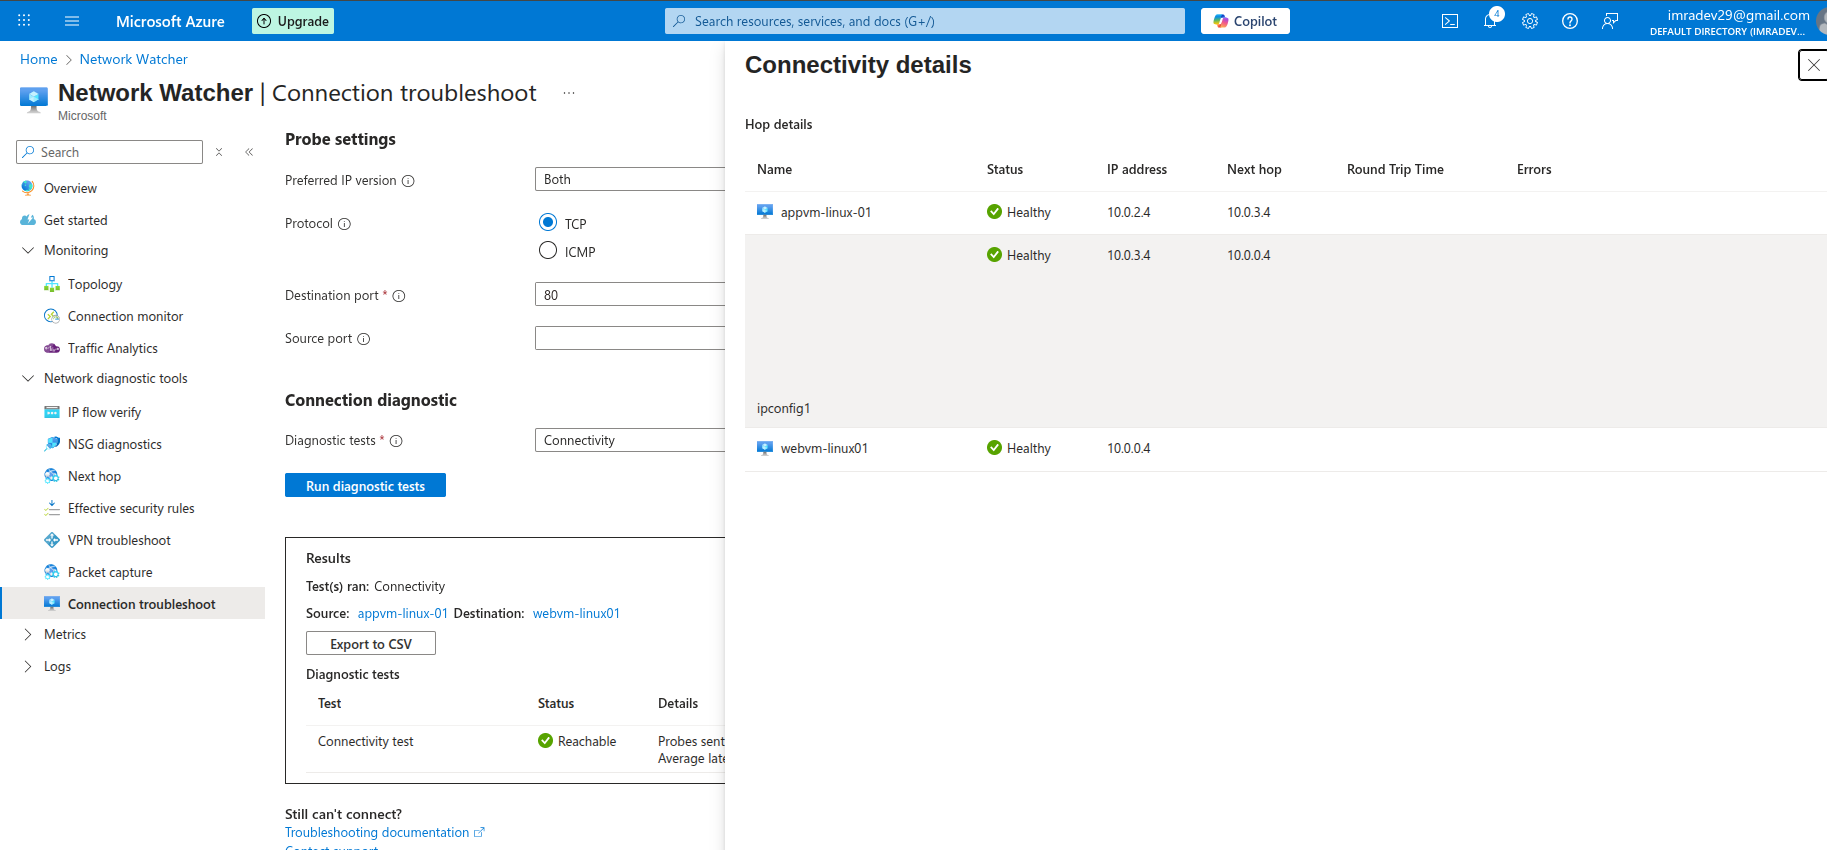 Microsoft Azure
Upgrade
Search resources, services, and docs (G+/)
Copilot
4
imradev29@gmail.com
DEFAULT DIRECTORY (IMRADEV...
Home > Network Watcher
Network Watcher | Connection troubleshoot ...
Microsoft
Search
Overview
Get started
Monitoring
Topology
Connection monitor
Traffic Analytics
Network diagnostic tools
IP flow verify
NSG diagnostics
Next hop
Effective security rules
VPN troubleshoot
Packet capture
Connection troubleshoot
Metrics
Logs
Probe settings
Preferred IP version
Both
Protocol
TCP
ICMP
Destination port *
80
Source port
Connection diagnostic
Diagnostic tests *
Connectivity
Run diagnostic tests
Results
Test(s) ran: Connectivity
Source: appvm-linux-01 Destination: webvm-linux01
Export to CSV
Diagnostic tests
Test Status Details
Connectivity test Reachable Probes sent
Average late
Still can't connect?
Troubleshooting documentation
Contact support
Connectivity details
Hop details
Name Status IP address Next hop Round Trip Time Errors
appvm-linux-01 Healthy 10.0.2.4 10.0.3.4
Healthy 10.0.3.4 10.0.0.4
ipconfig1
webvm-linux01 Healthy 10.0.0.4